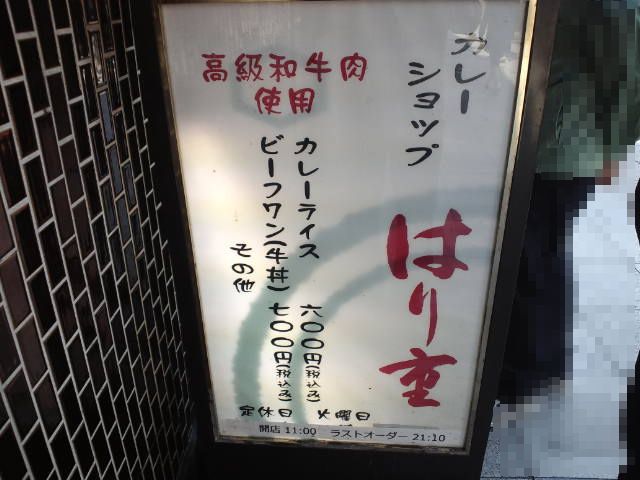 カレー
ショップ
はり重
高級和牛肉
使用
カレーライス 六〇〇円(税込み)
ビーフワン(牛丼) 七〇〇円(税込み)
その他
定休日 火曜日
開店 11:00 ラストオーダー 21:10